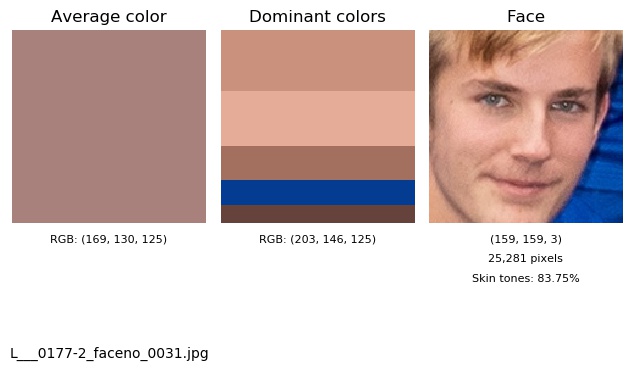 Average color
Dominant colors
Face
RGB: (169, 130, 125)
RGB: (203, 146, 125)
(159, 159, 3)
25,281 pixels
Skin tones: 83.75%
L___0177-2_faceno_0031.jpg